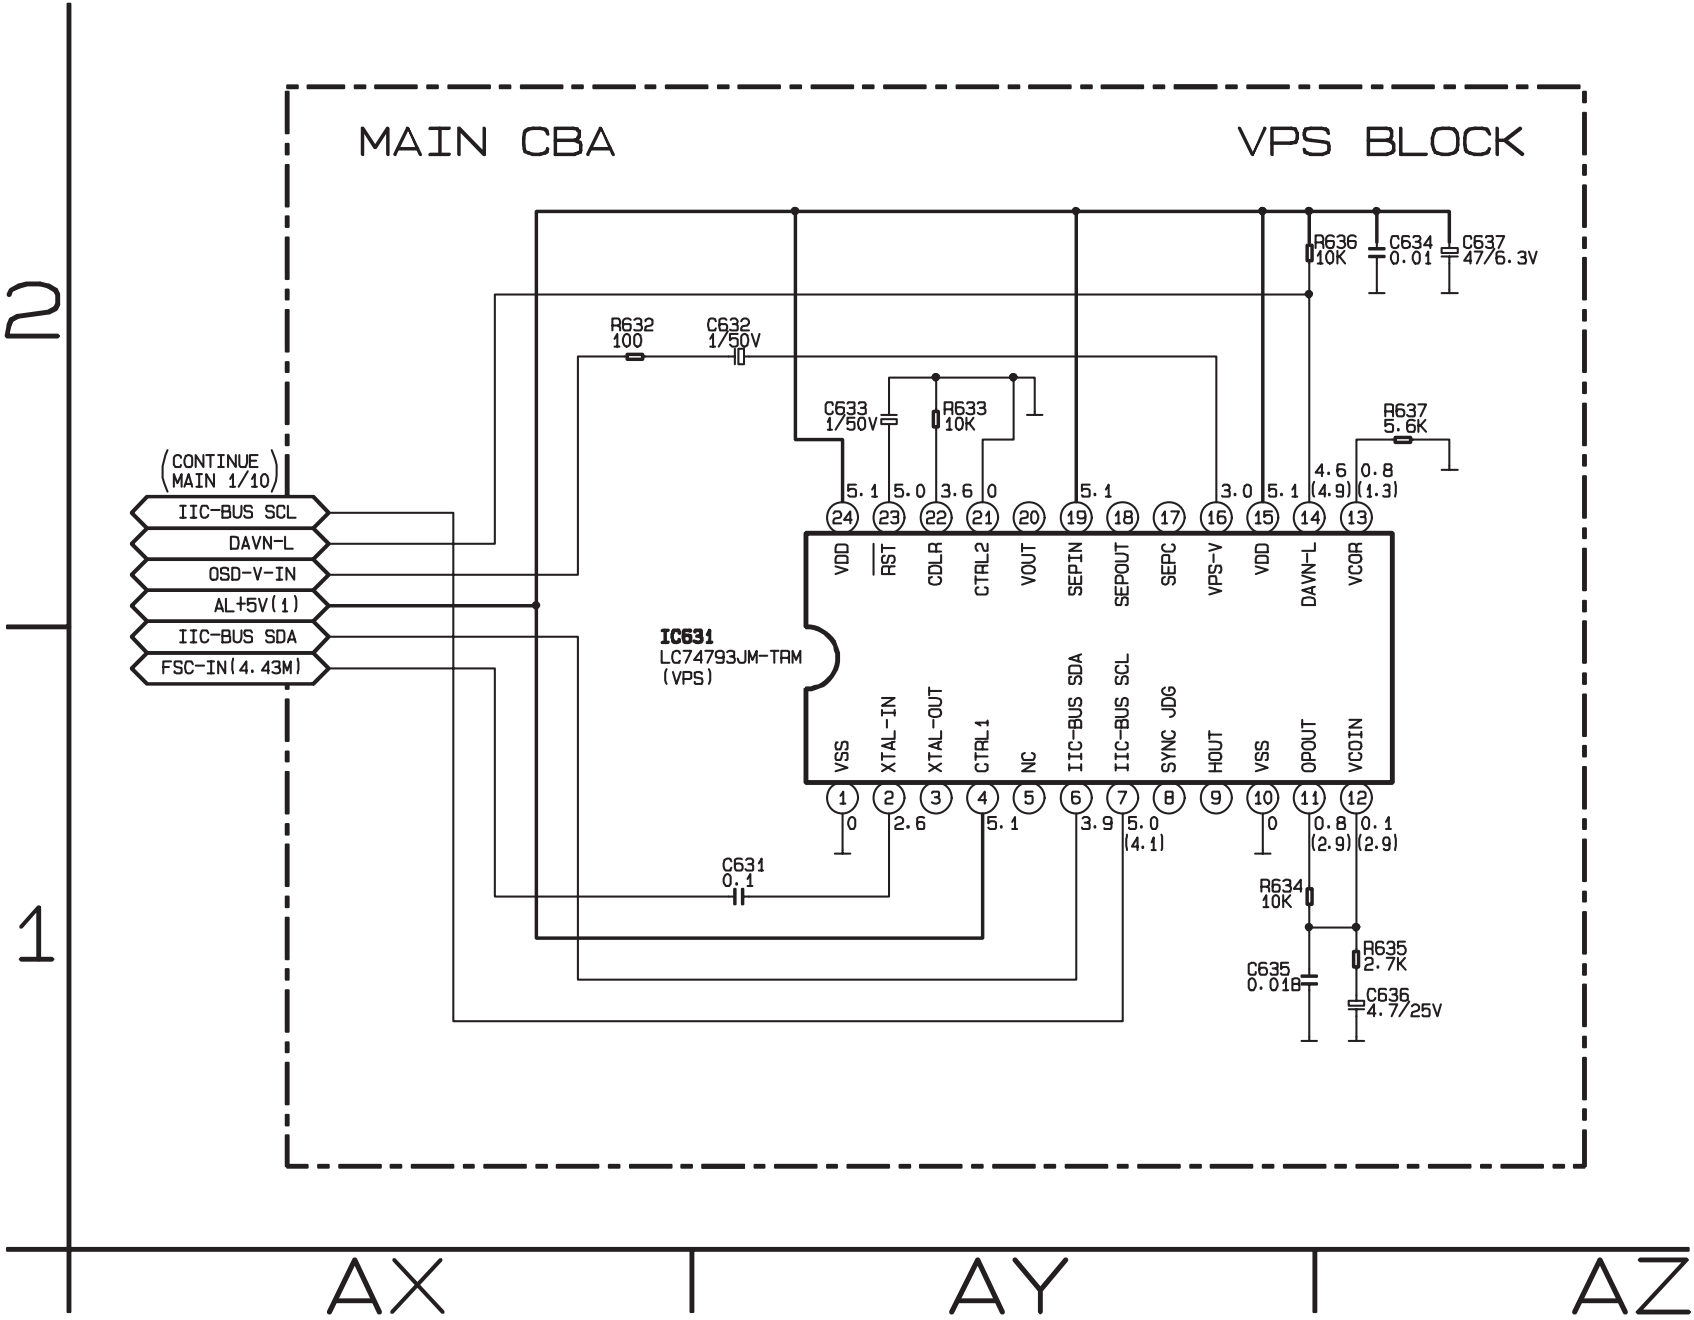 MAIN CBA
VPS BLOCK
2
R636
10K
C634
0.01
C637
47/6.3V
R632
100
C632
1/50V
C633
1/50V
R633
10K
R637
5.6K
(CONTINUE
MAIN 1/10)
IIC-BUS SCL
DAVN-L
OSD-V-IN
AL+5V(1)
IIC-BUS SDA
FSC-IN(4.43M)
5.1 5.0 3.6 0 5.1 3.0 5.1 4.6 0.8
(4.9) (1.3)
24 23 22 21 20 19 18 17 16 15 14 13
VDD RST CDLR CTRL2 VOUT SEPIN SEPOUT SEPC VPS-V VDD DAVN-L VCOR
IC631
LC74793JM-TRM
(VPS)
VSS XTAL-IN XTAL-OUT CTRL1 NC IIC-BUS SDA IIC-BUS SCL SYNC JDG HOUT VSS OPOUT VCOIN
1 2 3 4 5 6 7 8 9 10 11 12
0 2.6 5.1 3.9 5.0 0 0.8 0.1
(4.1) (2.9) (2.9)
C631
0.1
R634
10K
1
R635
2.7K
C635
0.018
C636
4.7/25V
AX AY AZ